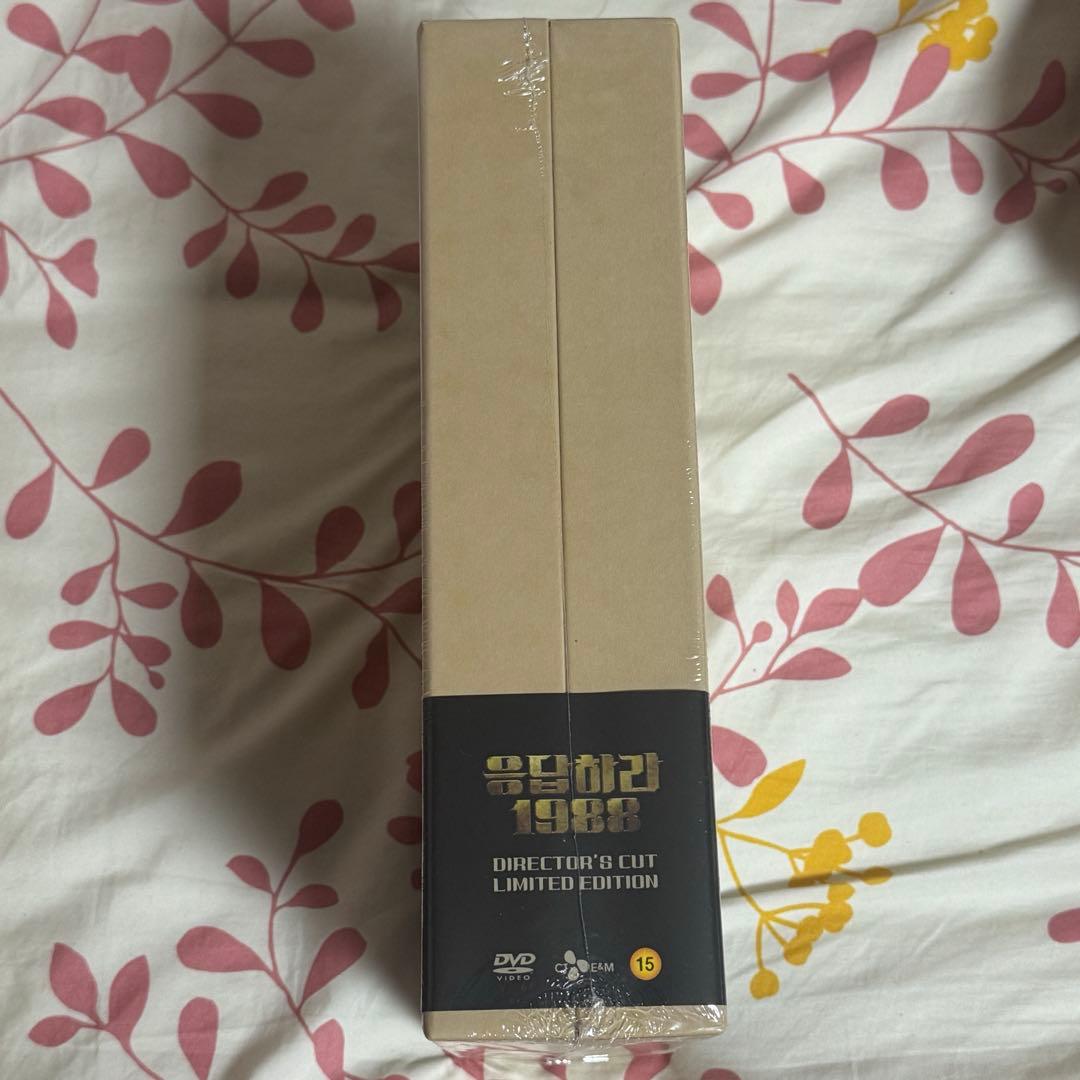 응답하라
1988
DIRECTOR'S CUT
LIMITED EDITION
DVD
VIDEO
CJ E&M
15